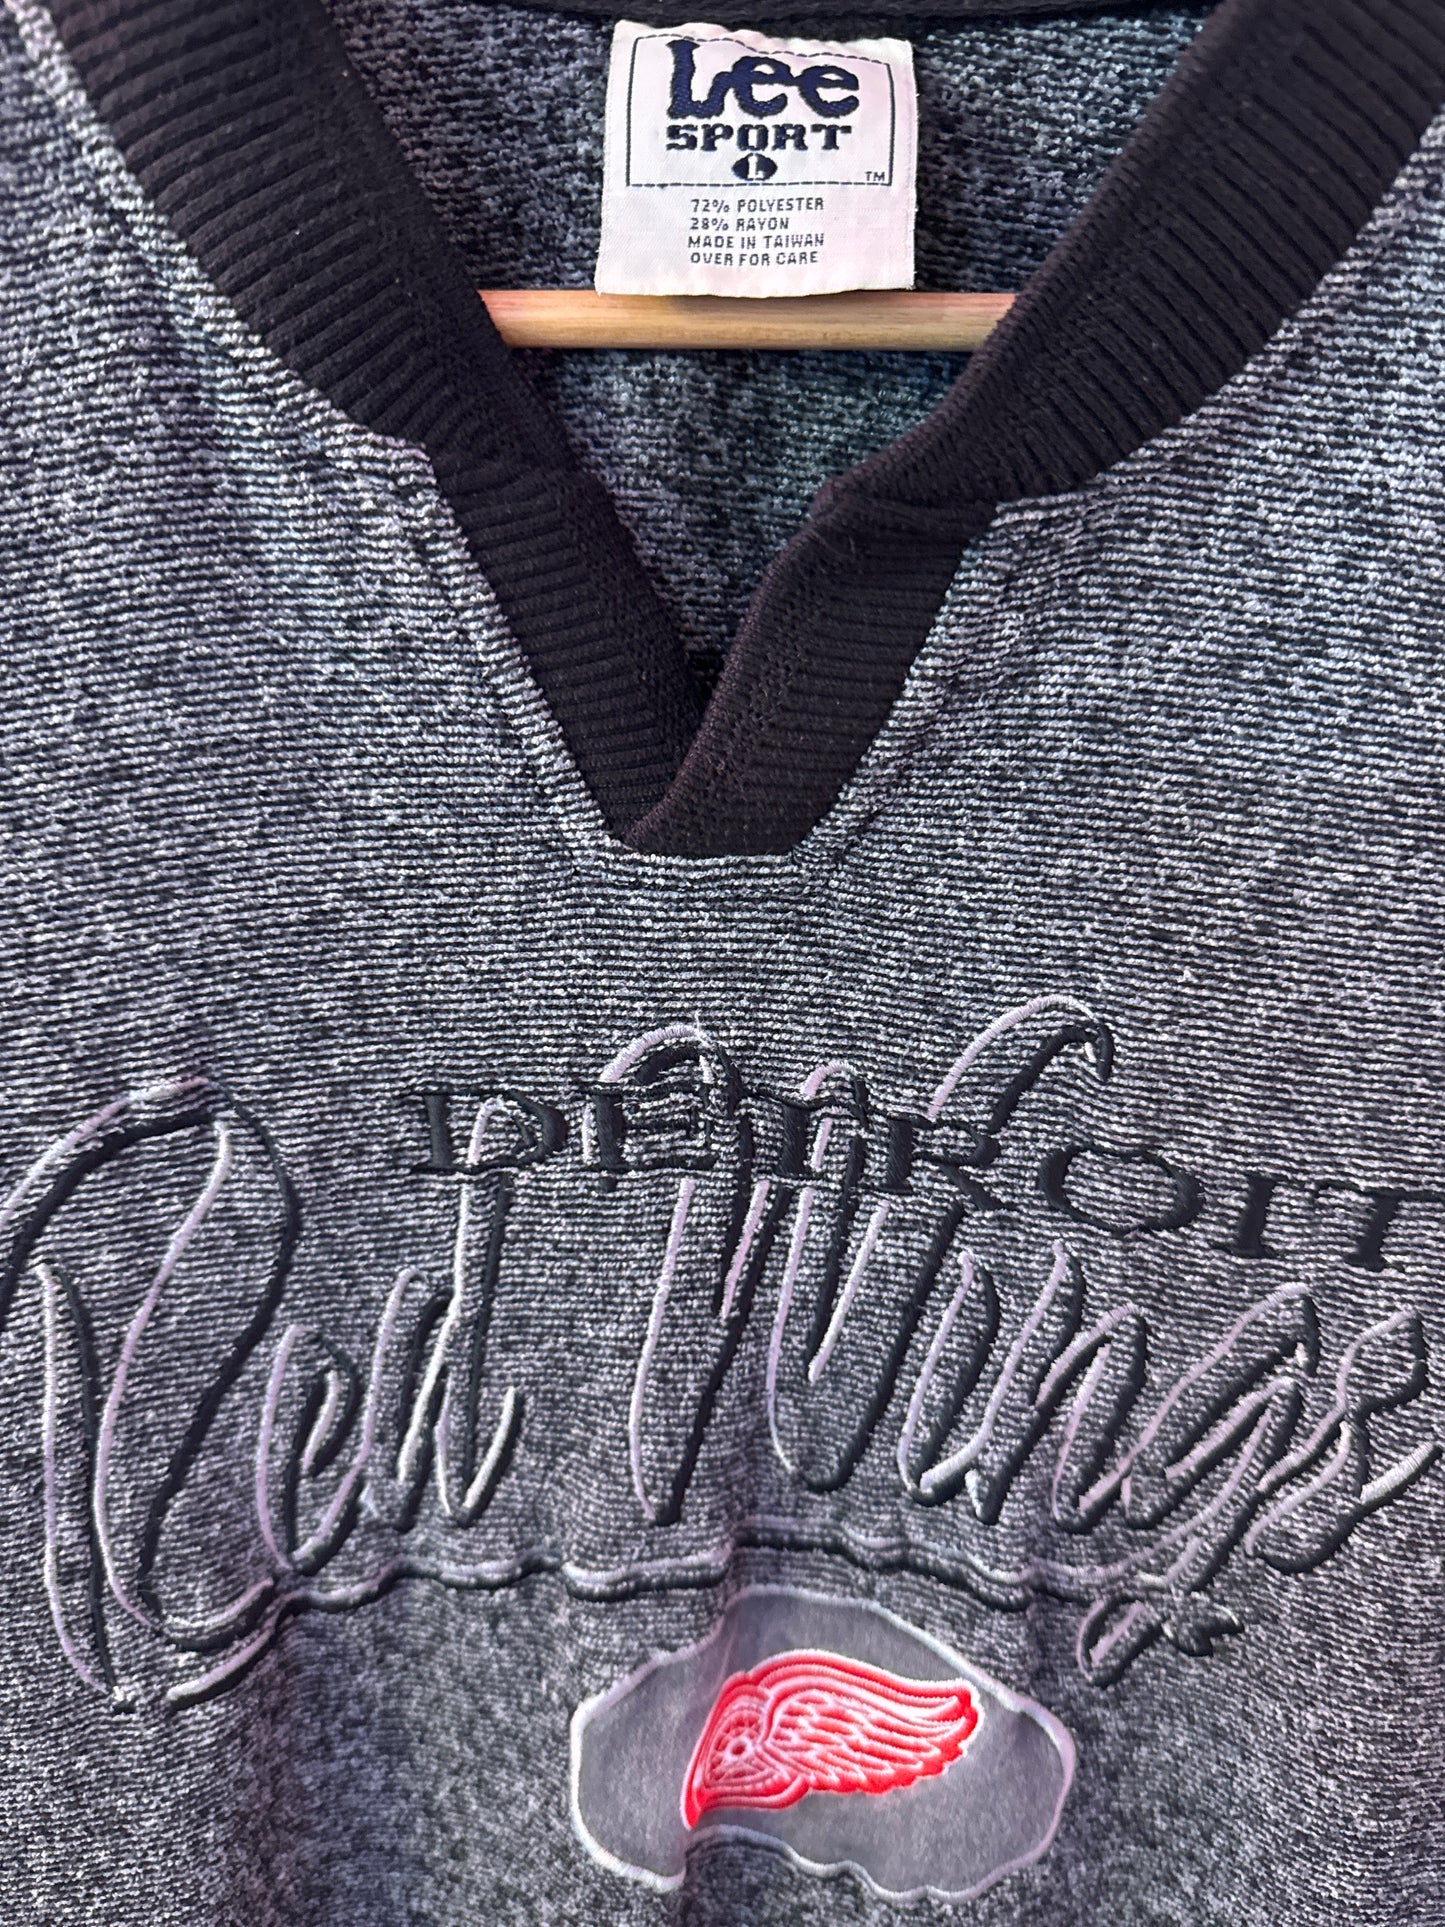 Lee
SPORT
L
TM
72% POLYESTER
28% RAYON
MADE IN TAIWAN
OVER FOR CARE
DETROIT
Red Wings